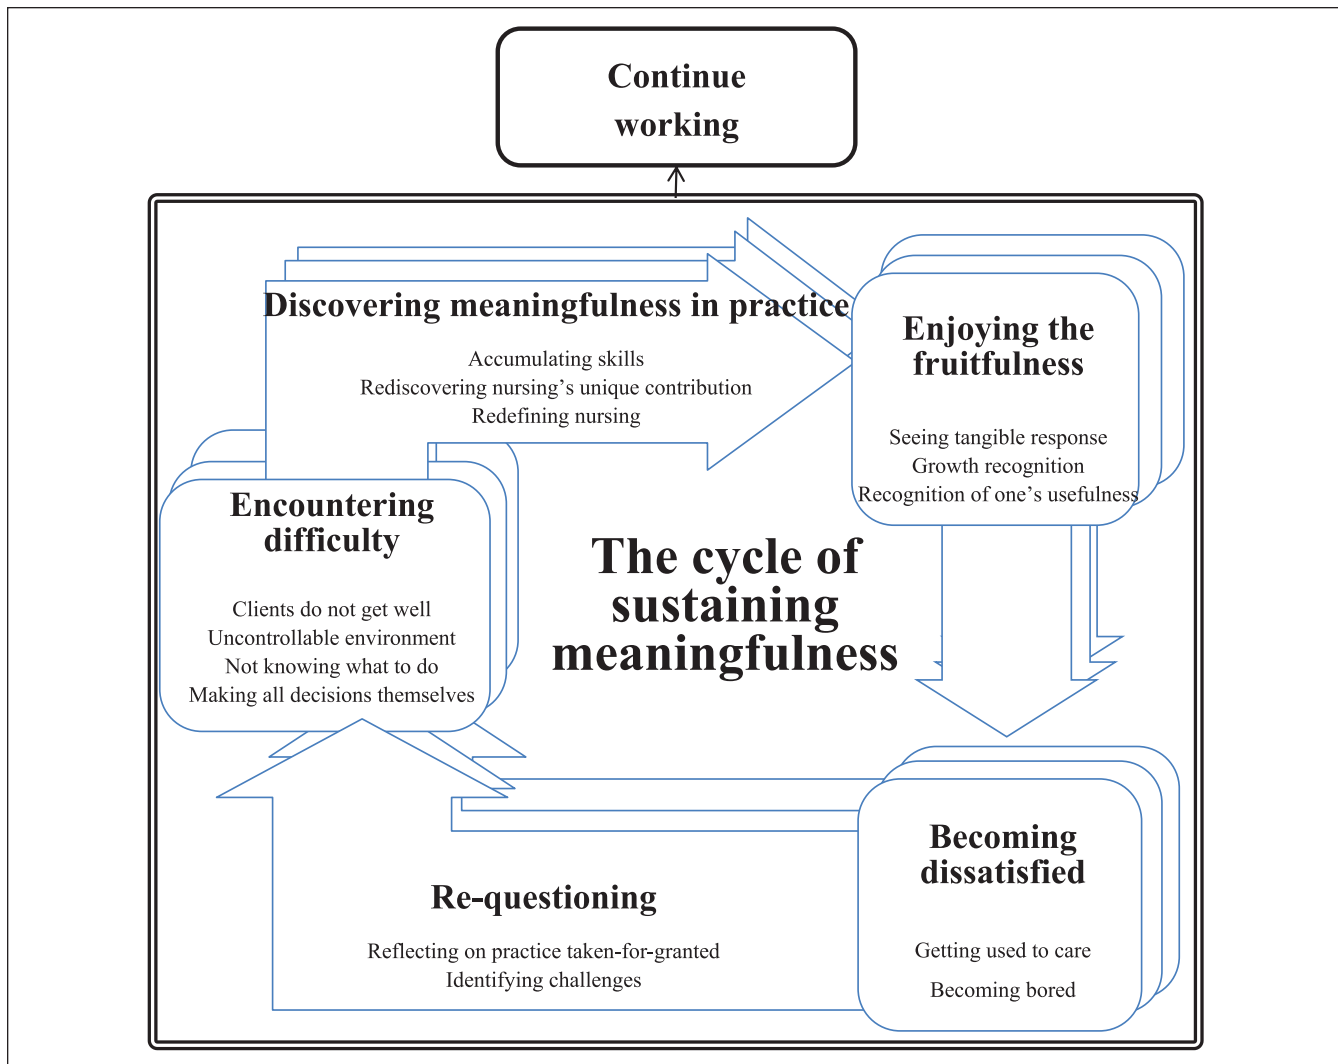 Continue
working
Discovering meaningfulness in practice
Accumulating skills
Rediscovering nursing’s unique contribution
Redefining nursing
Enjoying the
fruitfulness
Seeing tangible response
Growth recognition
Recognition of one’s usefulness
Encountering
difficulty
Clients do not get well
Uncontrollable environment
Not knowing what to do
Making all decisions themselves
The cycle of
sustaining
meaningfulness
Becoming
dissatisfied
Getting used to care
Becoming bored
Re-questioning
Reflecting on practice taken-for-granted
Identifying challenges